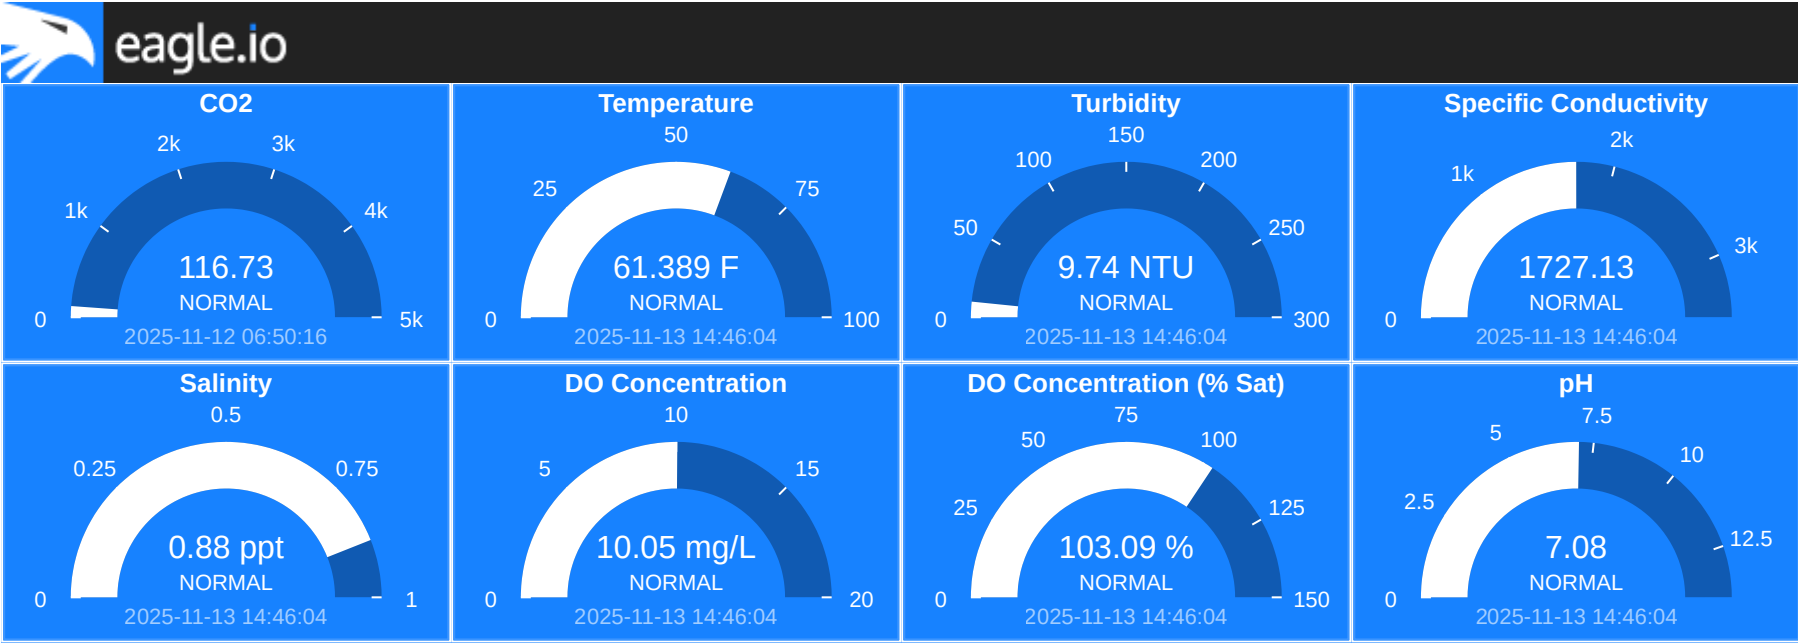 eagle.io
CO2
2k 3k
1k 4k
116.73
NORMAL
0 5k
2025-11-12 06:50:16
Temperature
50
25 75
61.389 F
NORMAL
0 100
2025-11-13 14:46:04
Turbidity
150
100 200
50 250
9.74 NTU
NORMAL
0 300
2025-11-13 14:46:04
Specific Conductivity
2k
1k
3k
1727.13
NORMAL
0
2025-11-13 14:46:04
Salinity
0.5
0.25 0.75
0.88 ppt
NORMAL
0 1
2025-11-13 14:46:04
DO Concentration
10
5 15
10.05 mg/L
NORMAL
0 20
2025-11-13 14:46:04
DO Concentration (% Sat)
75
50 100
25 125
103.09 %
NORMAL
0 150
2025-11-13 14:46:04
pH
7.5
5 10
2.5 12.5
7.08
NORMAL
0
2025-11-13 14:46:04